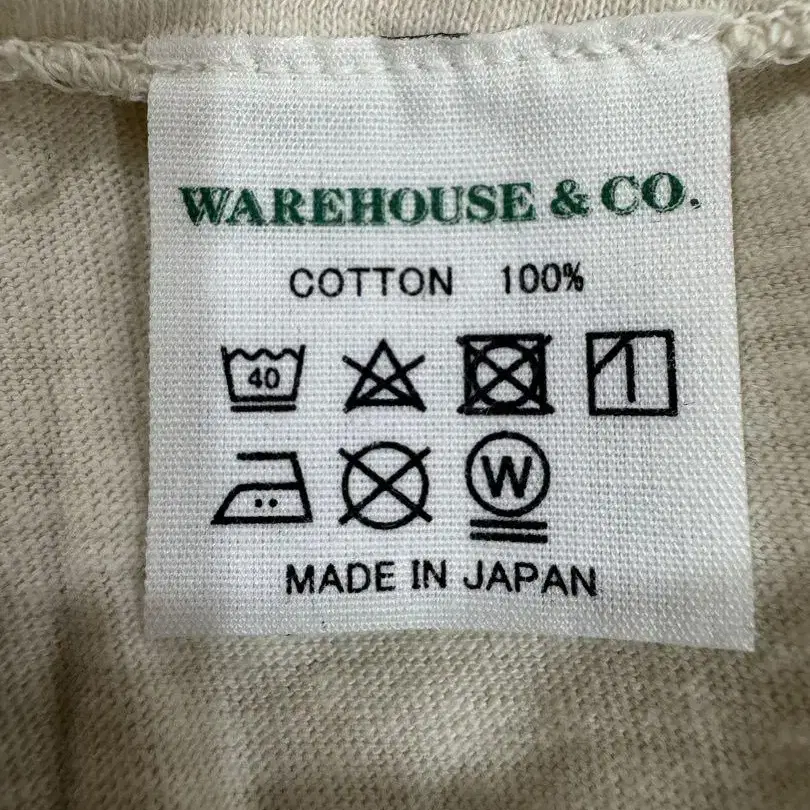 WAREHOUSE & CO.
COTTON 100%
40
W
MADE IN JAPAN